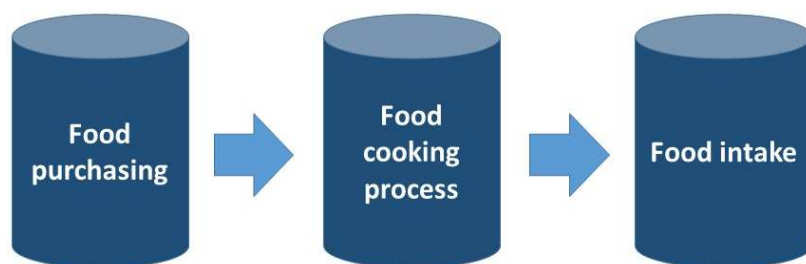 Food
purchasing
Food
cooking
process
Food intake